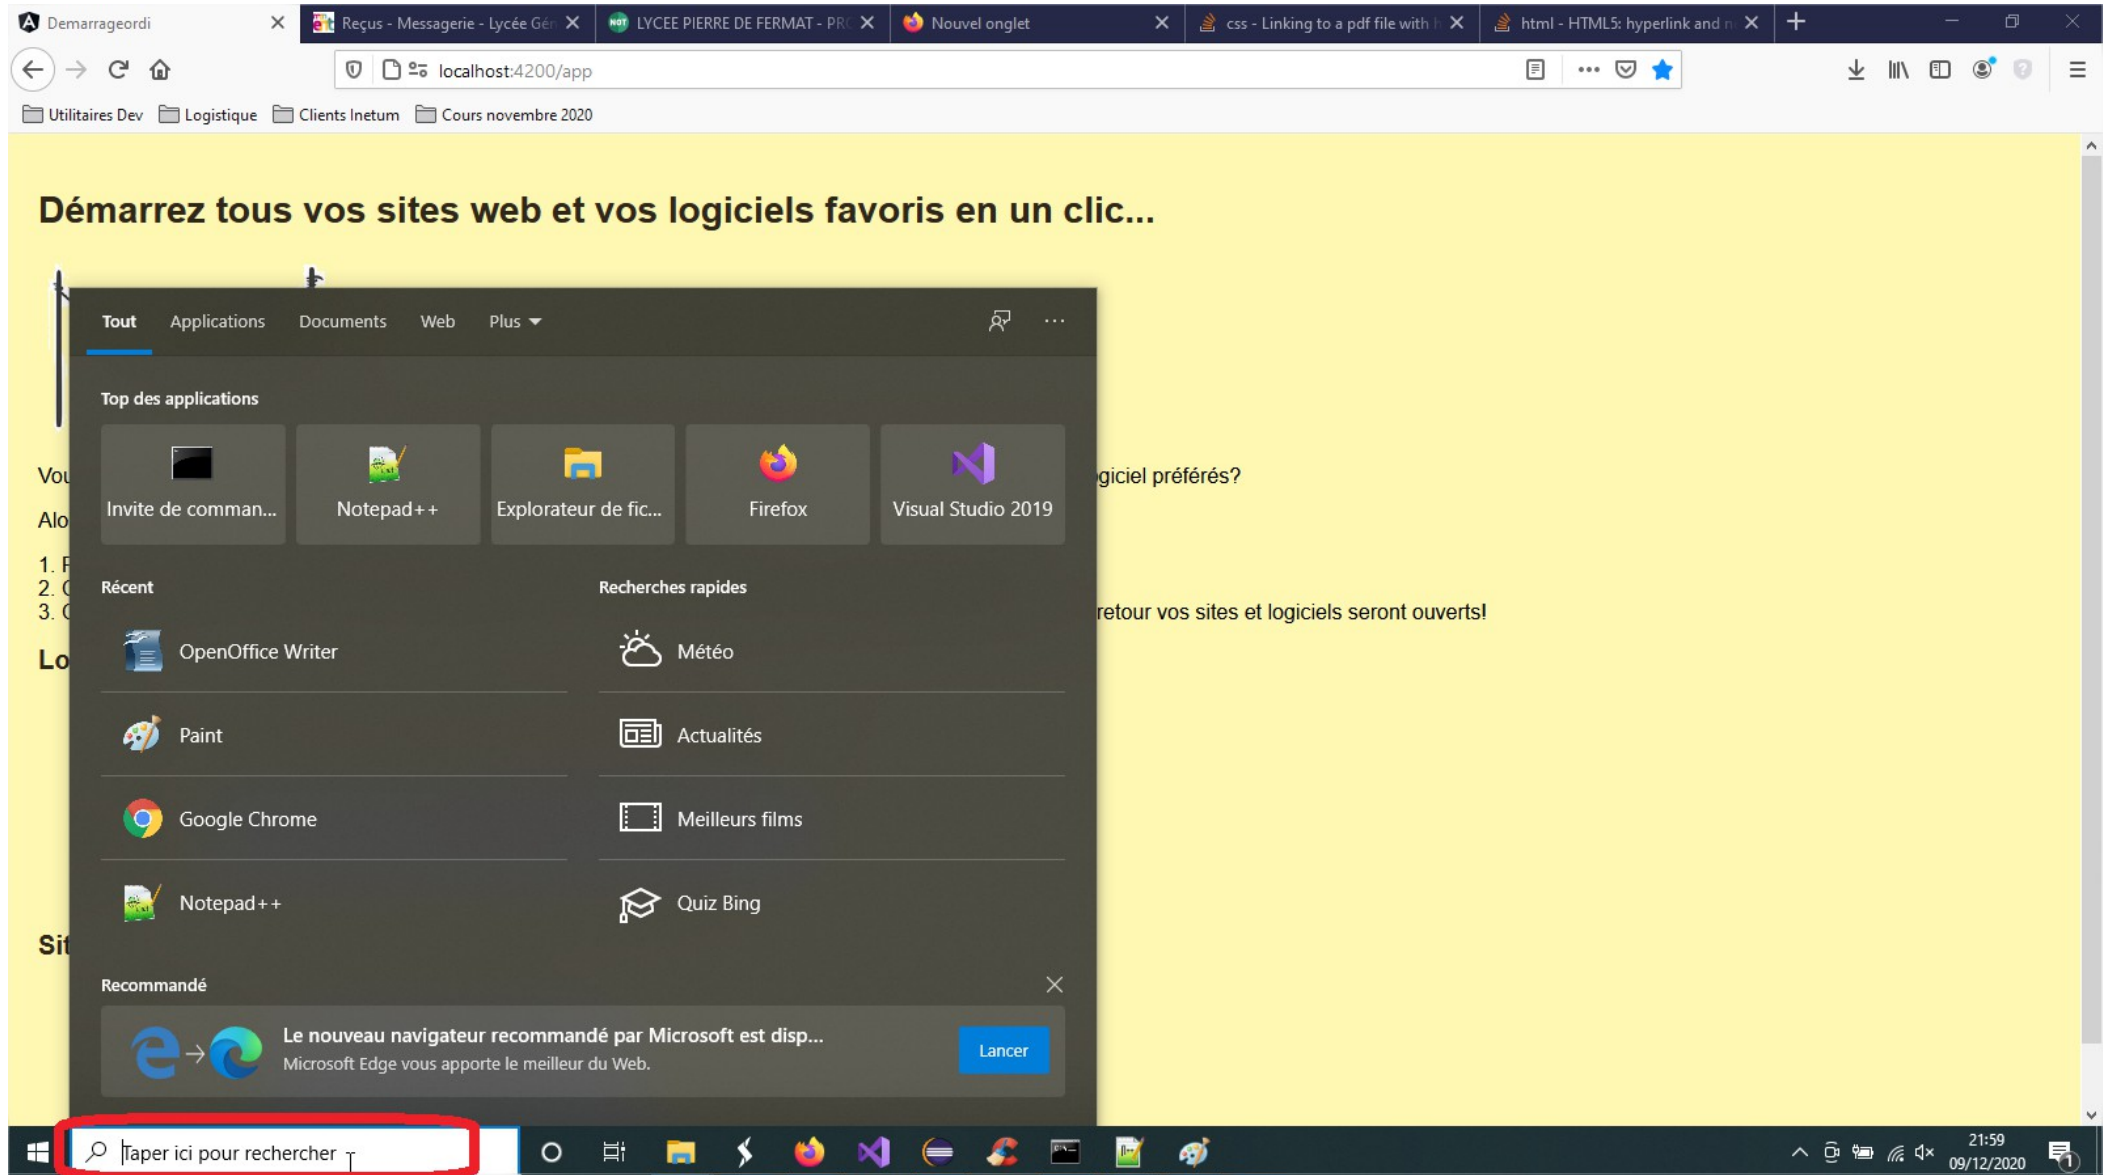 Demarrageordi
Reçus - Messagerie - Lycée Gén
LYCEE PIERRE DE FERMAT - PRO
Nouvel onglet
css - Linking to a pdf file with h
html - HTML5: hyperlink and n
localhost:4200/app
Utilitaires Dev
Logistique
Clients Inetum
Cours novembre 2020
Démarrez tous vos sites web et vos logiciels favoris en un clic...
Tout
Applications
Documents
Web
Plus
Top des applications
Invite de comman...
Notepad++
Explorateur de fic...
Firefox
Visual Studio 2019
ogiciel préférés?
Récent
Recherches rapides
retour vos sites et logiciels seront ouverts!
OpenOffice Writer
Météo
Paint
Actualités
Google Chrome
Meilleurs films
Notepad++
Quiz Bing
Recommandé
Le nouveau navigateur recommandé par Microsoft est disp...
Microsoft Edge vous apporte le meilleur du Web.
Lancer
Taper ici pour rechercher
21:59
09/12/2020
1